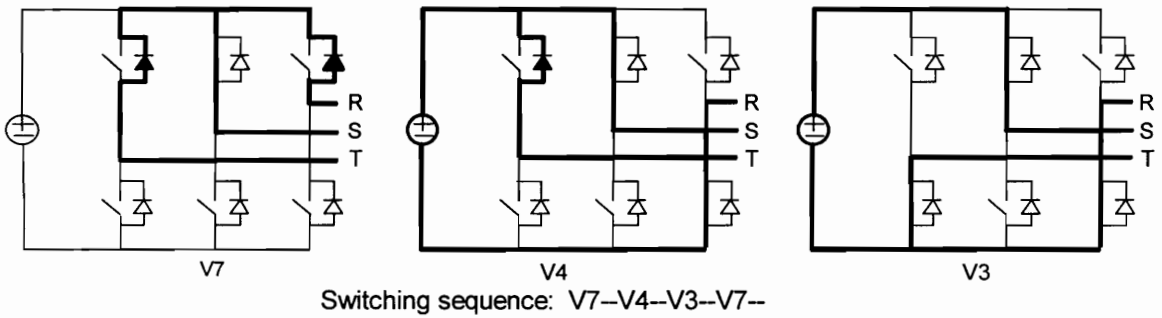 R
S
T
V7
R
S
T
V4
R
S
T
V3
Switching sequence: V7--V4--V3--V7--